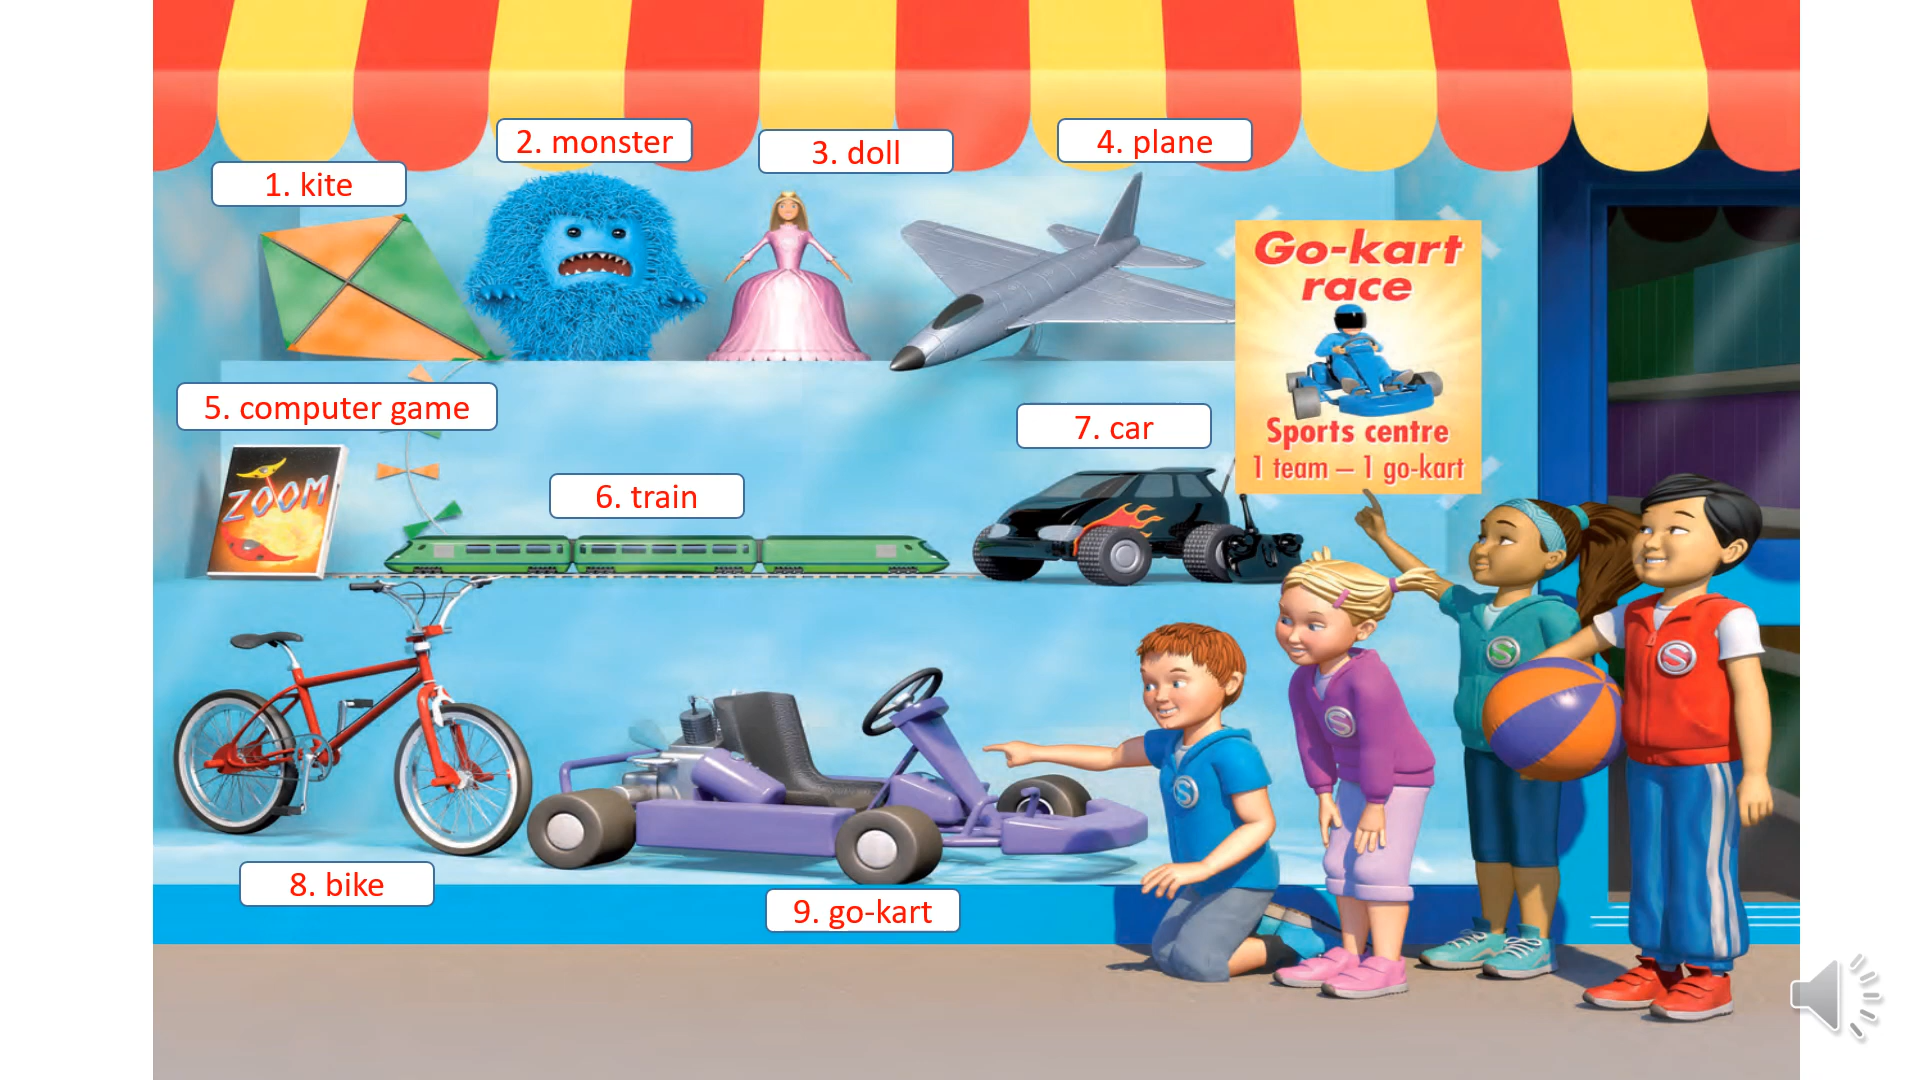 2. monster
3. doll
4. plane
1. kite
Go-kart
race
Sports centre
1 team – 1 go-kart
5. computer game
7. car
ZOOM
6. train
S
S
S
S
8. bike
9. go-kart